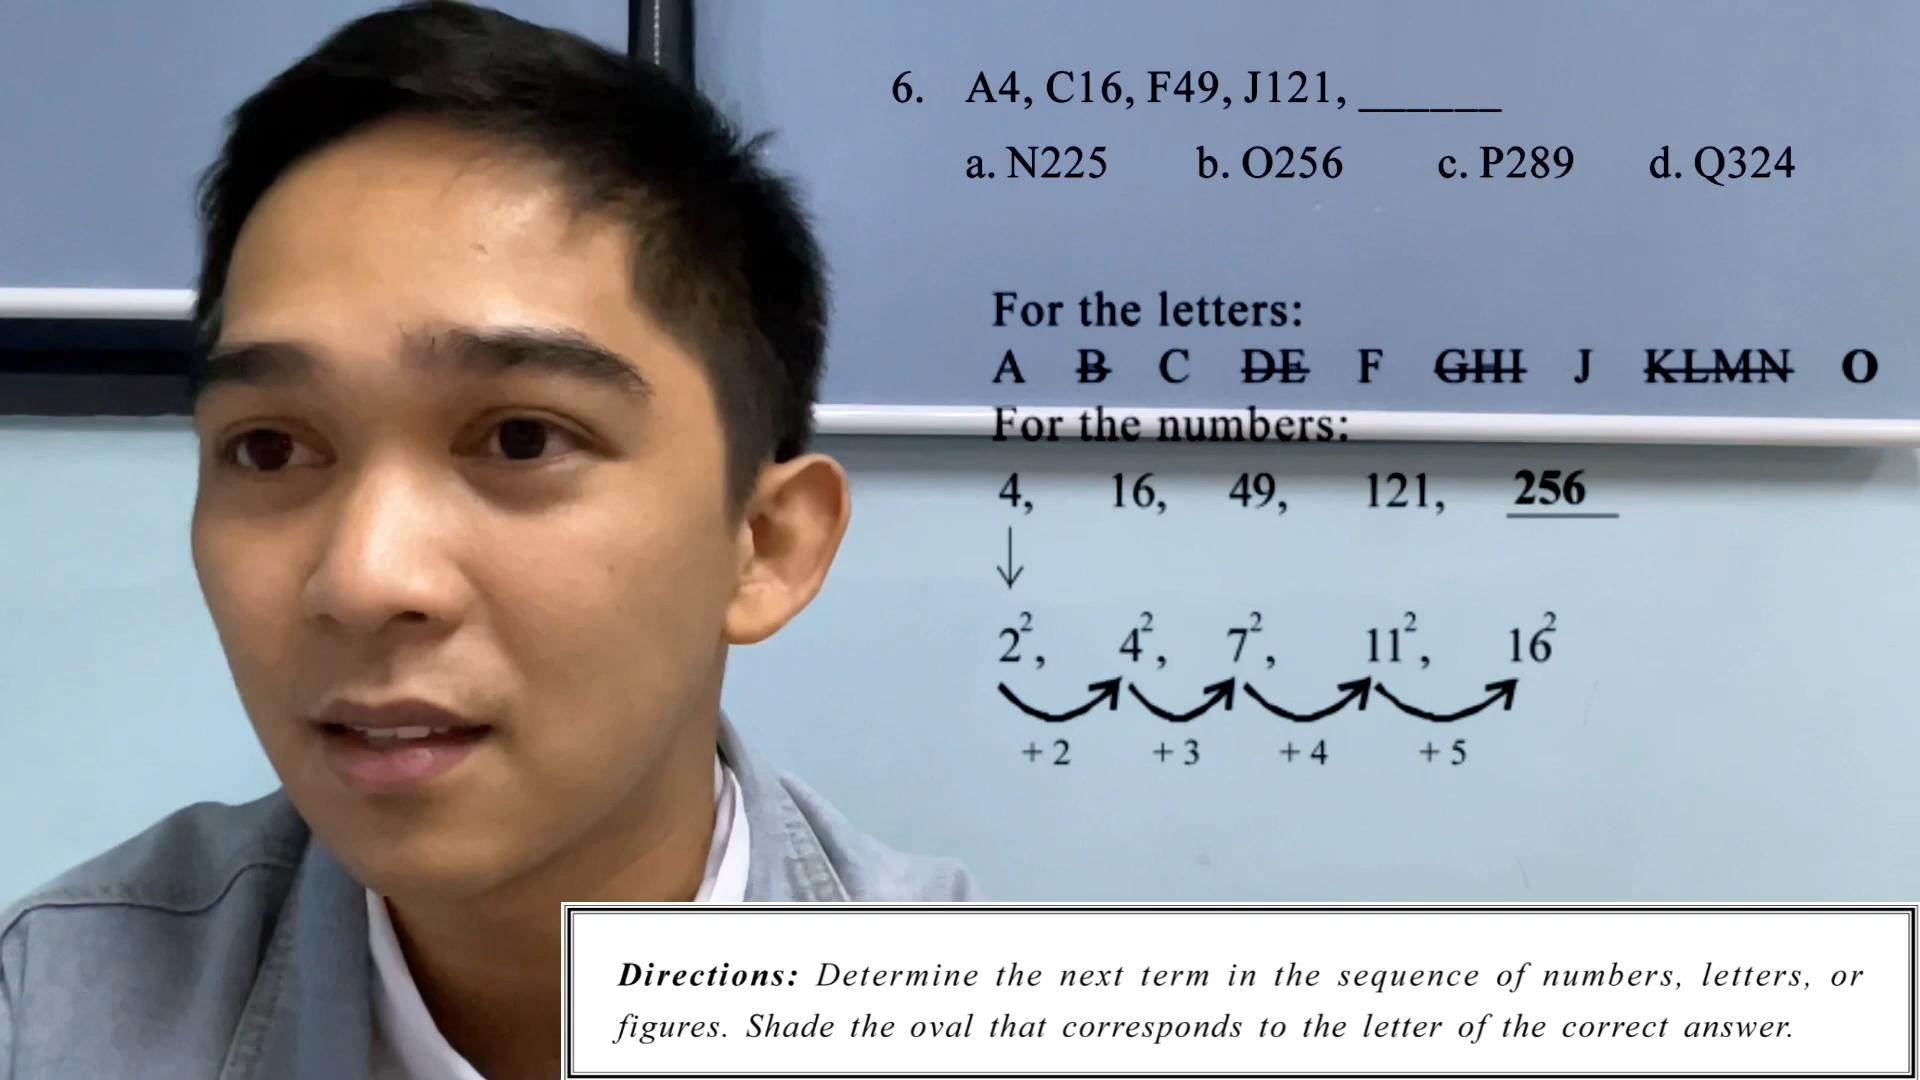 6. A4, C16, F49, J121, ______
a. N225 b. O256 c. P289 d. Q324
For the letters:
A B C DE F GHI J KLMN O
For the numbers:
4, 16, 49, 121, 256
2², 4², 7², 11², 16²
+ 2 + 3 + 4 + 5
Directions: Determine the next term in the sequence of numbers, letters, or
figures. Shade the oval that corresponds to the letter of the correct answer.